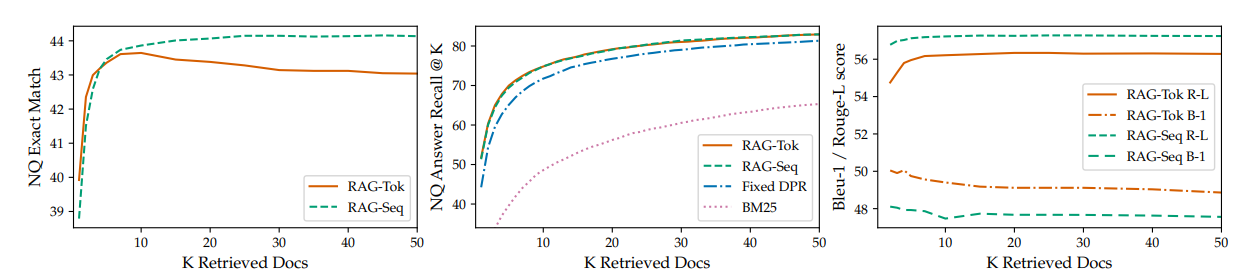 NQ Exact Match
44
43
42
41
40
39
10 20 30 40 50
K Retrieved Docs
RAG-Tok
RAG-Seq
NQ Answer Recall @ K
80
70
60
50
40
10 20 30 40 50
K Retrieved Docs
RAG-Tok
RAG-Seq
Fixed DPR
BM25
Bleu-1 / Rouge-L score
56
54
52
50
48
10 20 30 40 50
K Retrieved Docs
RAG-Tok R-L
RAG-Tok B-1
RAG-Seq R-L
RAG-Seq B-1